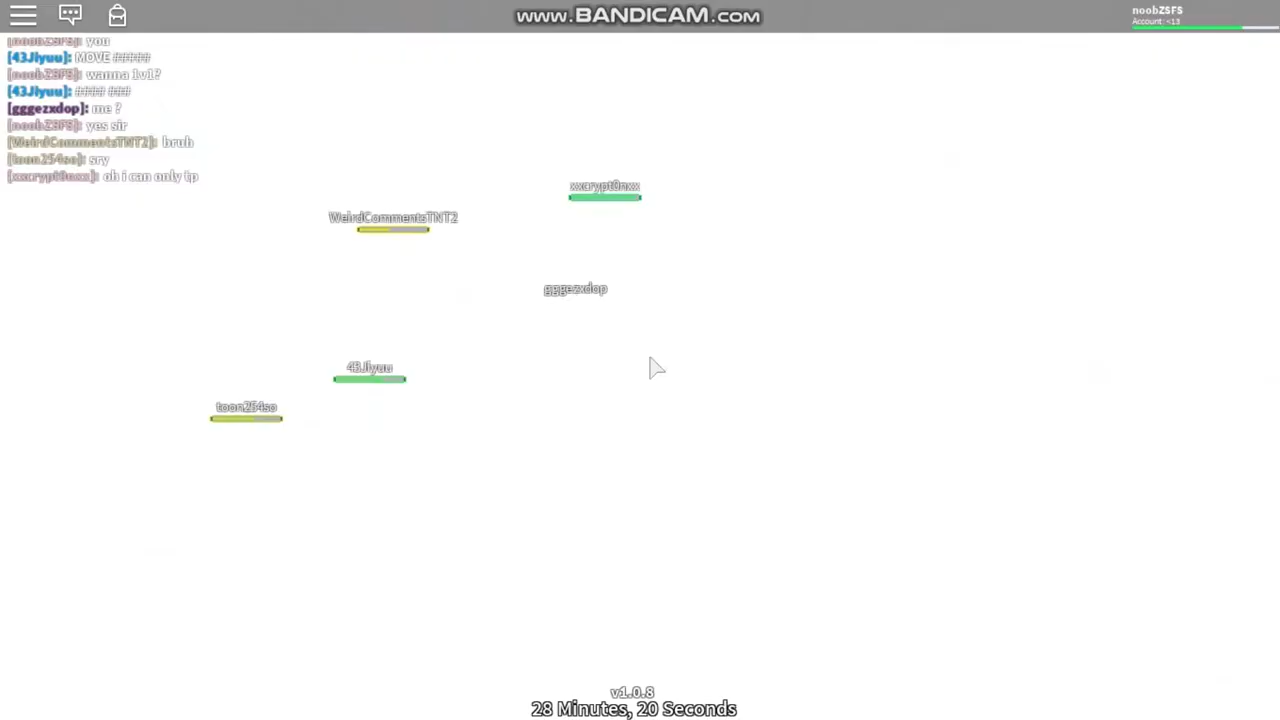 www.BANDICAM.com
noobZSFS
Account: <13
[noobZSFS]: you
[43Jlyuu]: MOVE #####
[noobZSFS]: wanna 1v1?
[43Jlyuu]: #### ###
[gggezxdop]: me ?
[noobZSFS]: yes sir
[WeirdCommentsTNT2]: bruh
[toon254so]: sry
[xxcrypt0nxx]: oh i can only tp
xxcrypt0nxx
WeirdCommentsTNT2
gggezxdop
43Jlyuu
toon254so
v1.0.8
28 Minutes, 20 Seconds